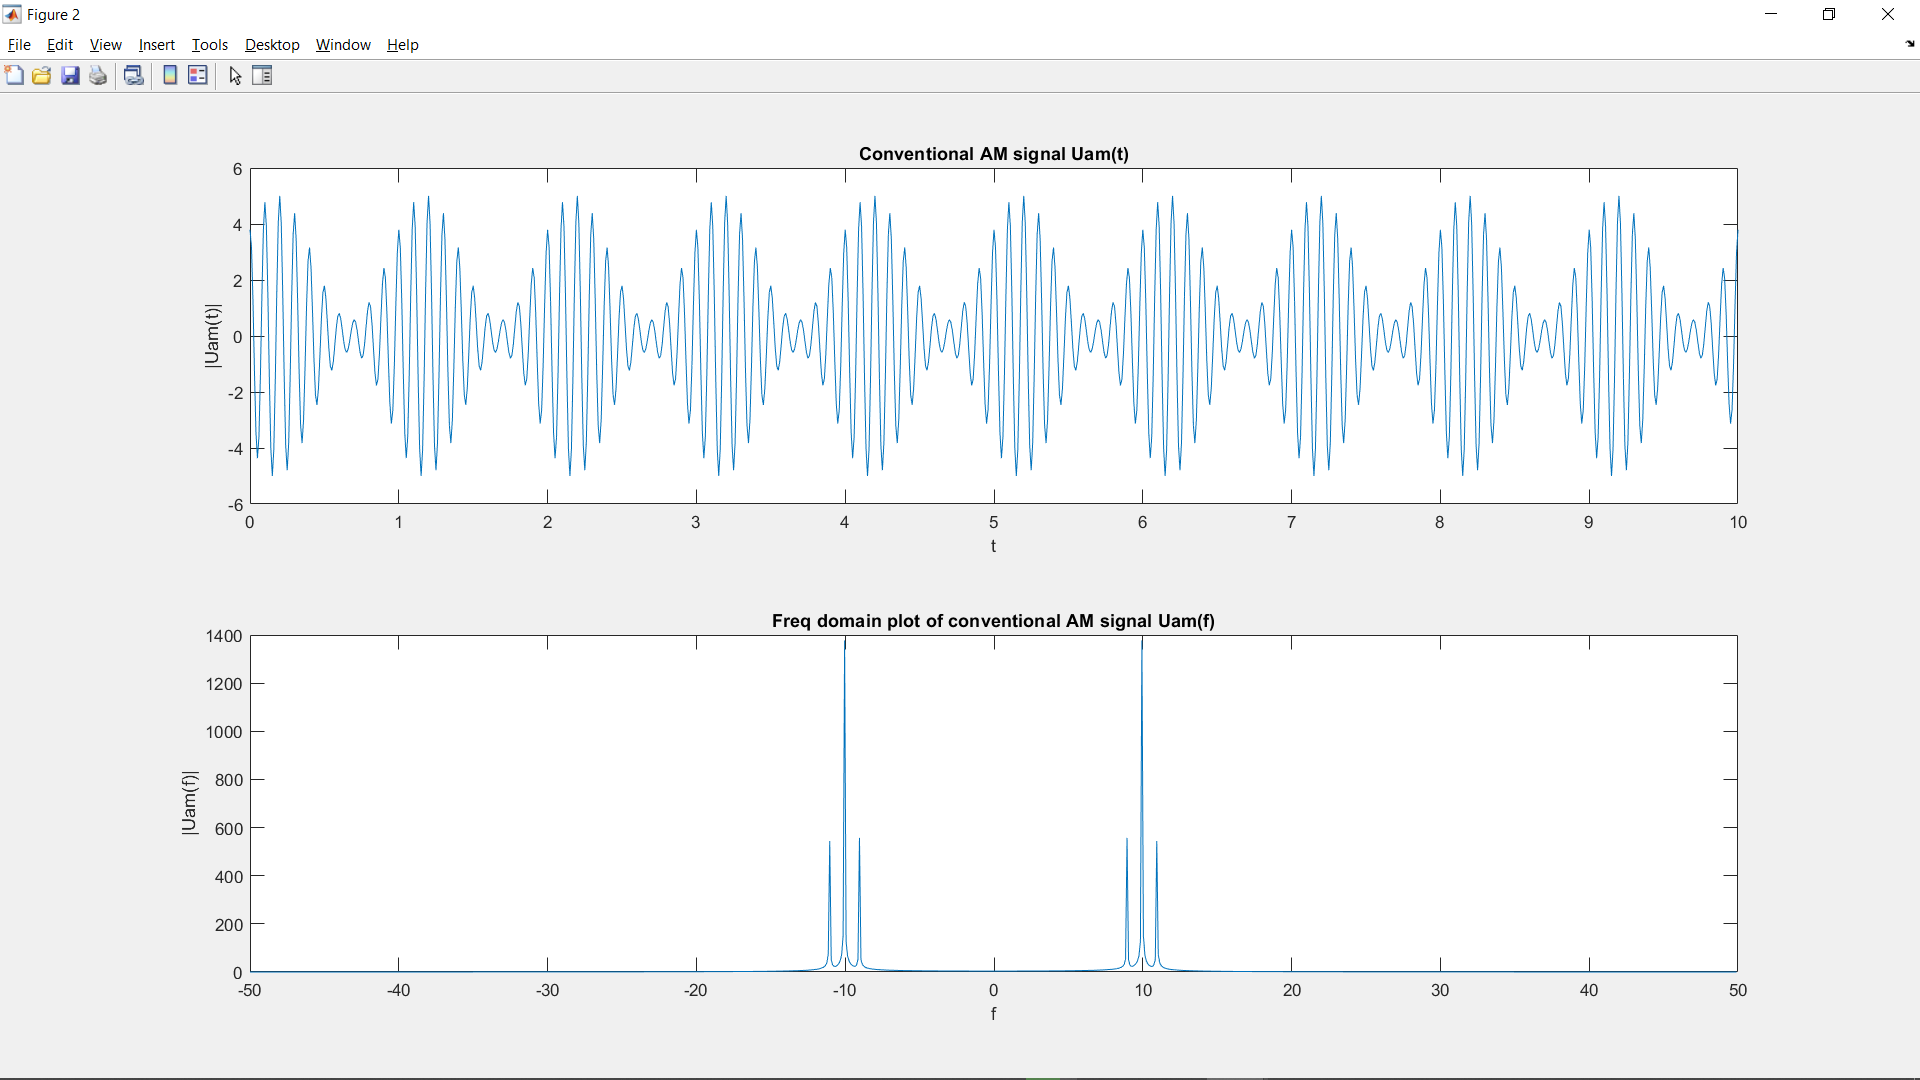 Figure 2
File Edit View Insert Tools Desktop Window Help
Conventional AM signal Uam(t)
6
4
2
0
-2
-4
-6
|Uam(t)|
0 1 2 3 4 5 6 7 8 9 10
t
Freq domain plot of conventional AM signal Uam(f)
1400
1200
1000
800
600
400
200
0
|Uam(f)|
-50 -40 -30 -20 -10 0 10 20 30 40 50
f